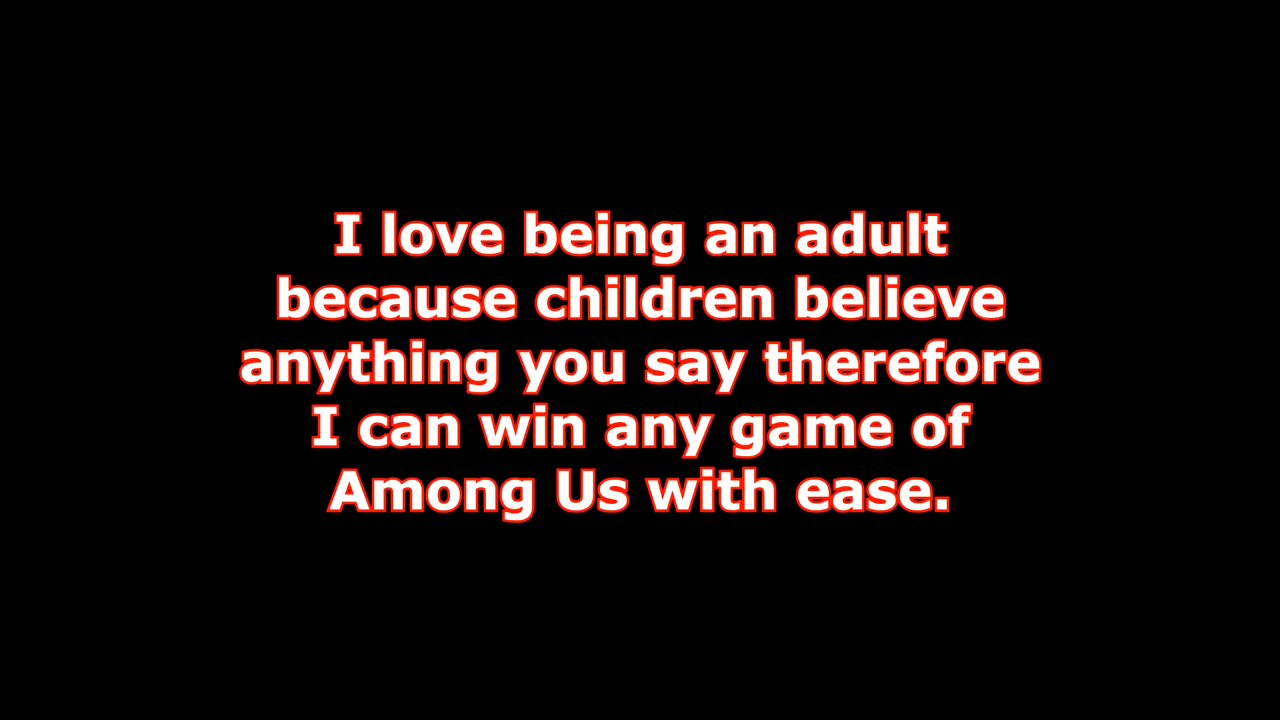 I love being an adult
because children believe
anything you say therefore
I can win any game of
Among Us with ease.